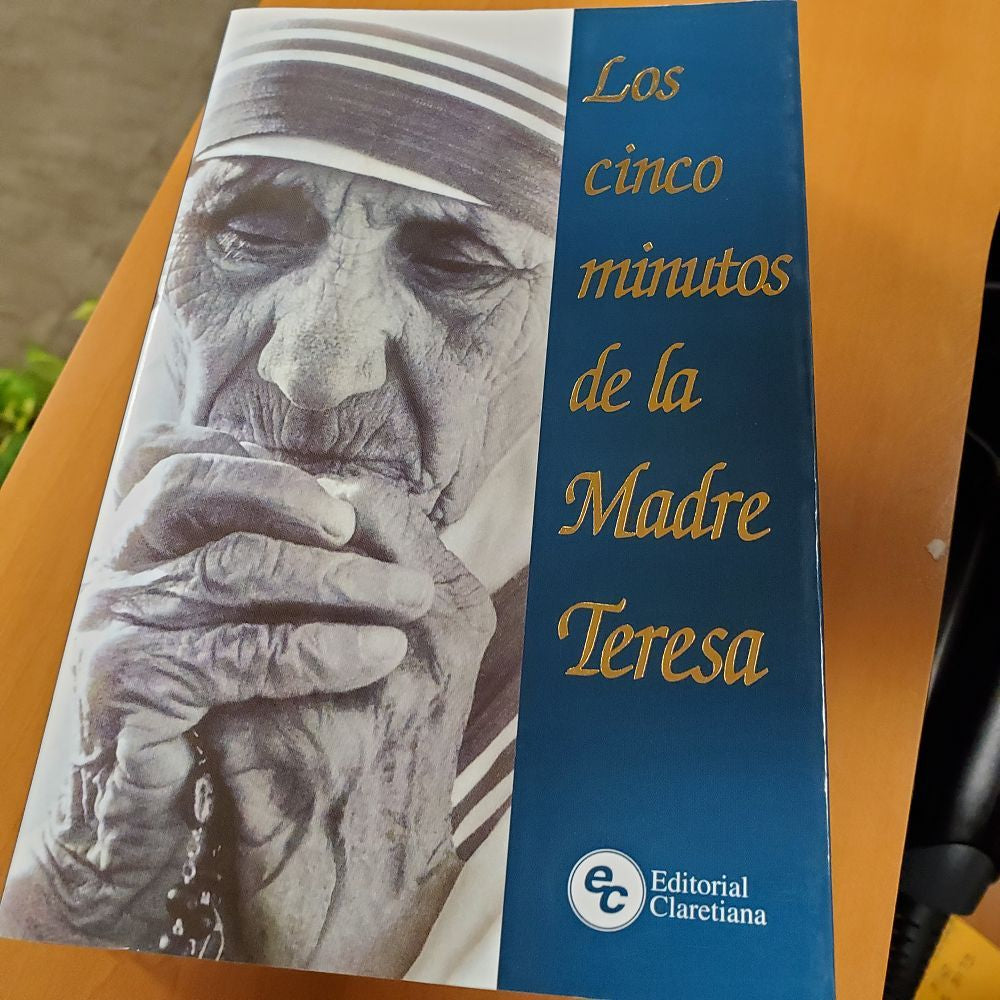 Los
cinco
minutos
de la
Madre
Teresa
ec
Editorial
Claretiana